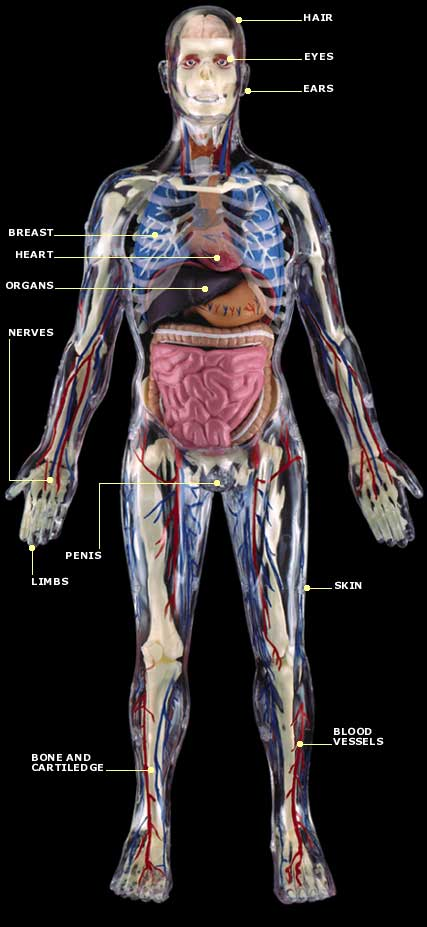 HAIR
EYES
EARS
BREAST
HEART
ORGANS
NERVES
PENIS
LIMBS
SKIN
BLOOD
VESSELS
BONE AND
CARTILEDGE